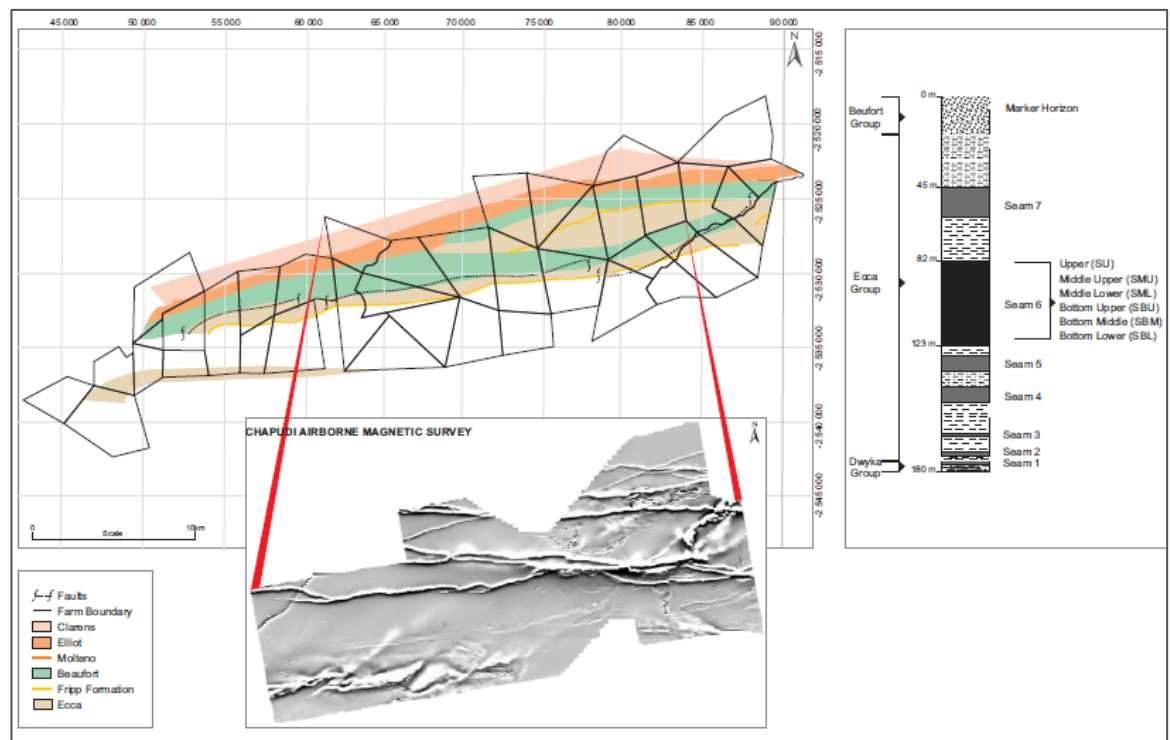 45 000 50 000 55 000 60 000 65 000 70 000 75 000 80 000 85 000 90 000
N
-2 515 000
-2 520 000
-2 525 000
-2 530 000
-2 535 000
-2 540 000
-2 545 000
0 10km
Scale
CHAPUDI AIRBORNE MAGNETIC SURVEY
N
Faults
Farm Boundary
Clarens
Elliot
Molteno
Beaufort
Fripp Formation
Ecca
Beufort
Group
Ecca
Group
Dwyka
Group
0 m
45 m
82 m
123 m
180 m
Marker Horizon
Seam 7
Seam 6
Upper (SU)
Middle Upper (SMU)
Middle Lower (SML)
Bottom Upper (SBU)
Bottom Middle (SBM)
Bottom Lower (SBL)
Seam 5
Seam 4
Seam 3
Seam 2
Seam 1